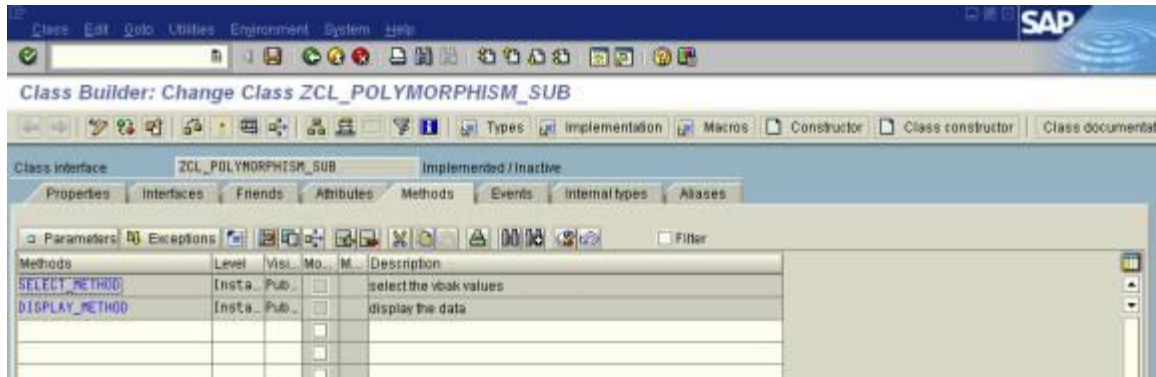 Class Edit Goto Utilities Environment System Help
SAP
Class Builder: Change Class ZCL_POLYMORPHISM_SUB
Types Implementation Macros Constructor Class constructor Class documentat
Class interface ZCL_POLYMORPHISM_SUB Implemented / Inactive
Properties Interfaces Friends Attributes Methods Events Internal types Aliases
Parameters Exceptions Filter
Methods Level Visi... Mo... M... Description
SELECT_METHOD Insta... Pub... select the vbak values
DISPLAY_METHOD Insta... Pub... display the data